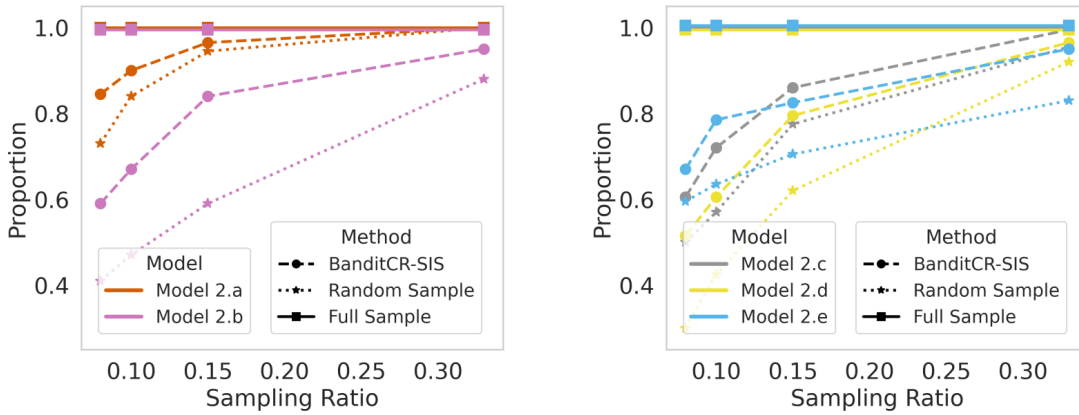 1.0
0.8
0.6
0.4
Proportion
Model
Model 2.a
Model 2.b
Method
BanditCR-SIS
Random Sample
Full Sample
0.10 0.15 0.20 0.25 0.30
Sampling Ratio
1.0
0.8
0.6
0.4
Proportion
Model
Model 2.c
Model 2.d
Model 2.e
Method
BanditCR-SIS
Random Sample
Full Sample
0.10 0.15 0.20 0.25 0.30
Sampling Ratio